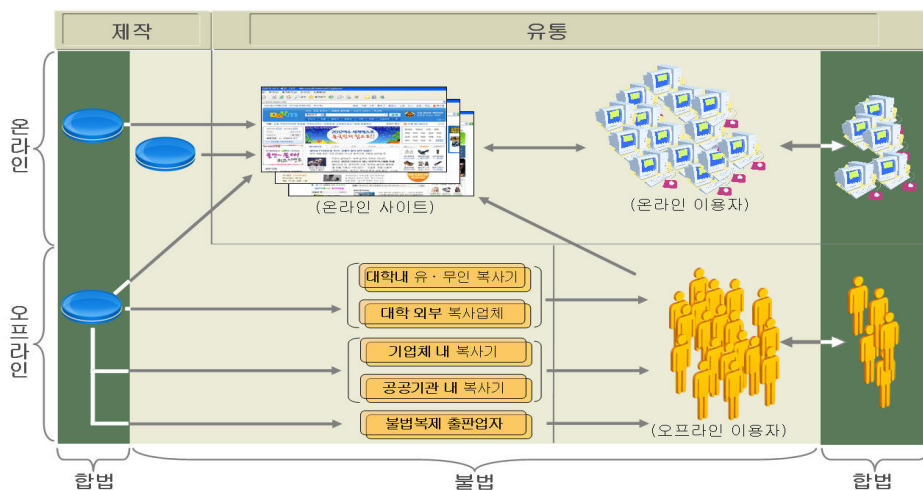 제작
유통
온라인
(온라인 사이트)
(온라인 이용자)
오프라인
대학내 유·무인 복사기
대학 외부 복사업체
기업체 내 복사기
공공기관 내 복사기
불법복제 출판업자
(오프라인 이용자)
합법
불법
합법